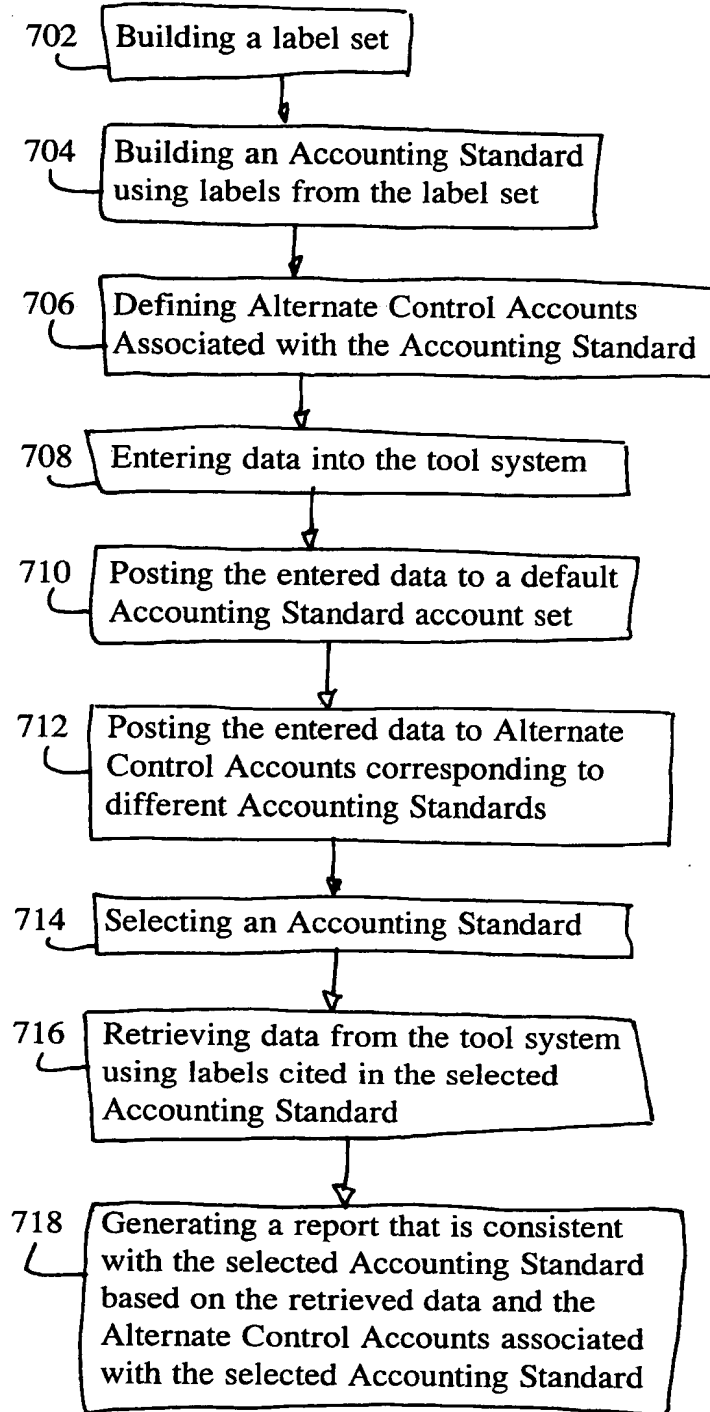 702 Building a label set
704 Building an Accounting Standard
using labels from the label set
706 Defining Alternate Control Accounts
Associated with the Accounting Standard
708 Entering data into the tool system
710 Posting the entered data to a default
Accounting Standard account set
712 Posting the entered data to Alternate
Control Accounts corresponding to
different Accounting Standards
714 Selecting an Accounting Standard
716 Retrieving data from the tool system
using labels cited in the selected
Accounting Standard
718 Generating a report that is consistent
with the selected Accounting Standard
based on the retrieved data and the
Alternate Control Accounts associated
with the selected Accounting Standard